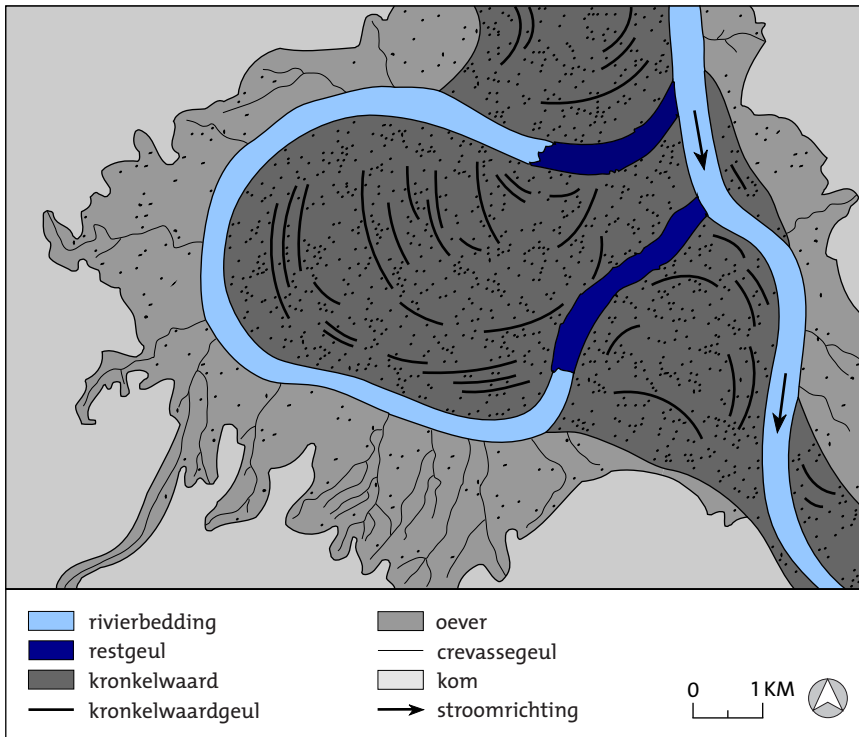 rivierbedding
restgeul
kronkelwaard
kronkelwaardgeul
oever
crevassegeul
kom
stroomrichting
0 1 KM